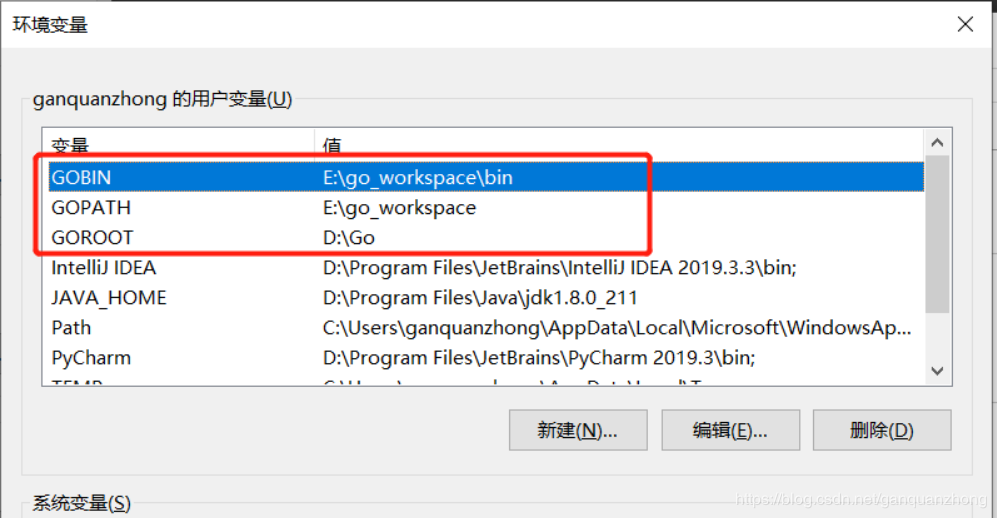 环境变量
ganquanzhong 的用户变量(U)
变量 值
GOBIN E:\go_workspace\bin
GOPATH E:\go_workspace
GOROOT D:\Go
IntelliJ IDEA D:\Program Files\JetBrains\IntelliJ IDEA 2019.3.3\bin;
JAVA_HOME D:\Program Files\Java\jdk1.8.0_211
Path C:\Users\ganquanzhong\AppData\Local\Microsoft\WindowsAp...
PyCharm D:\Program Files\JetBrains\PyCharm 2019.3\bin;
新建(N)... 编辑(E)... 删除(D)
系统变量(S)
https://blog.csdn.net/ganquanzhong